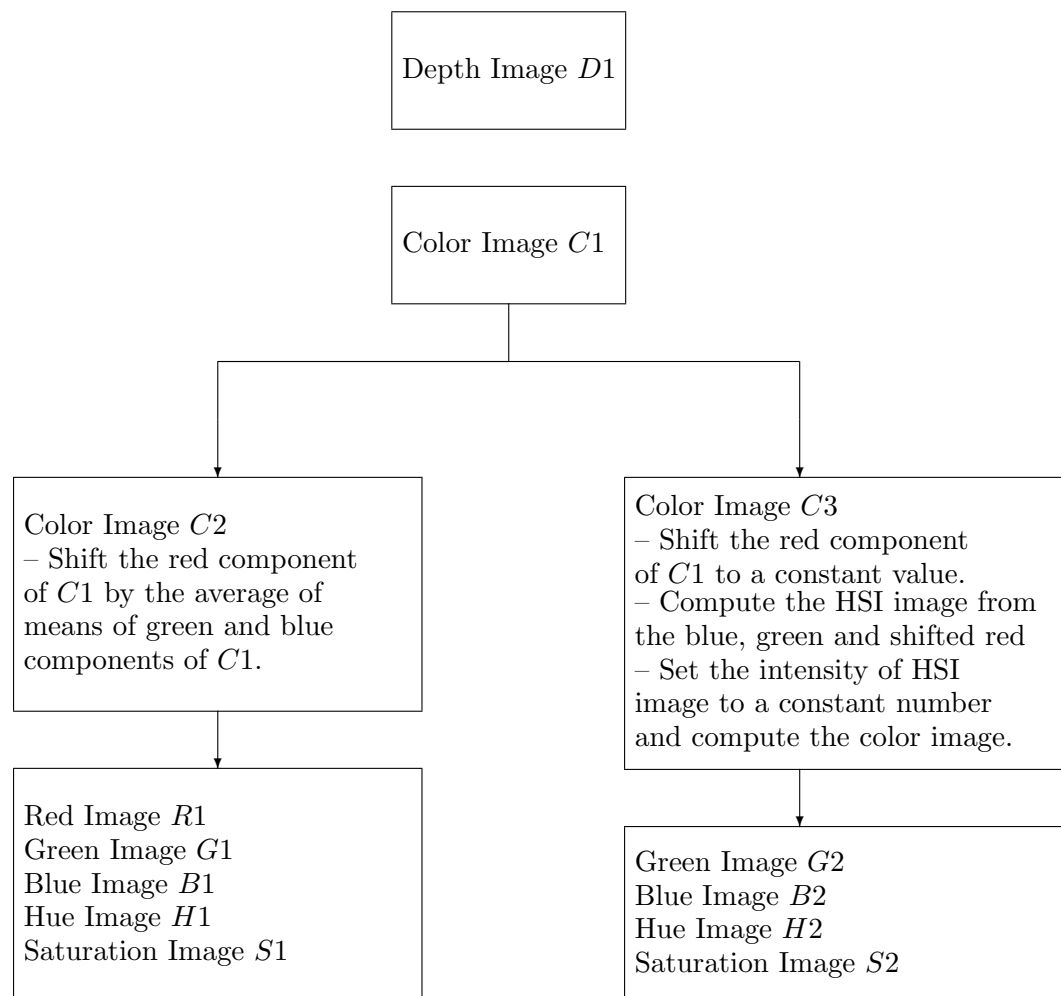 Depth Image D1
Color Image C1
Color Image C2
– Shift the red component
of C1 by the average of
means of green and blue
components of C1.
Color Image C3
– Shift the red component
of C1 to a constant value.
– Compute the HSI image from
the blue, green and shifted red
– Set the intensity of HSI
image to a constant number
and compute the color image.
Red Image R1
Green Image G1
Blue Image B1
Hue Image H1
Saturation Image S1
Green Image G2
Blue Image B2
Hue Image H2
Saturation Image S2